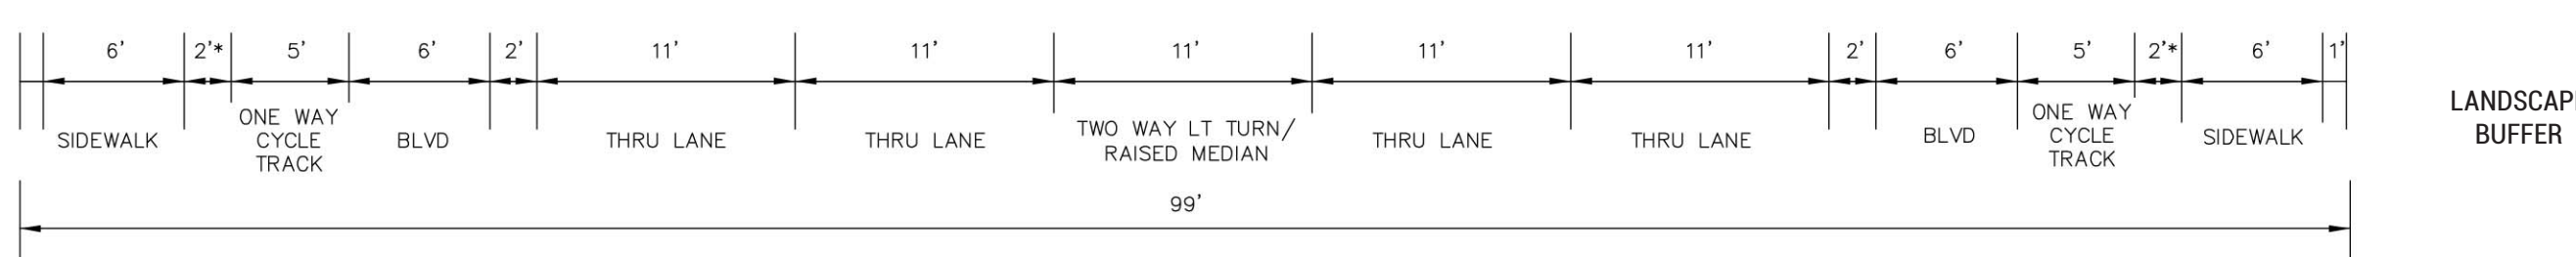 6' 2'* 5' 6' 2' 11' 11' 11' 11' 11' 2' 6' 5' 2'* 6' 1'
SIDEWALK
ONE WAY
CYCLE
TRACK
BLVD
THRU LANE
THRU LANE
TWO WAY LT TURN/
RAISED MEDIAN
THRU LANE
THRU LANE
BLVD
ONE WAY
CYCLE
TRACK
SIDEWALK
LANDSCAP
BUFFER
99'